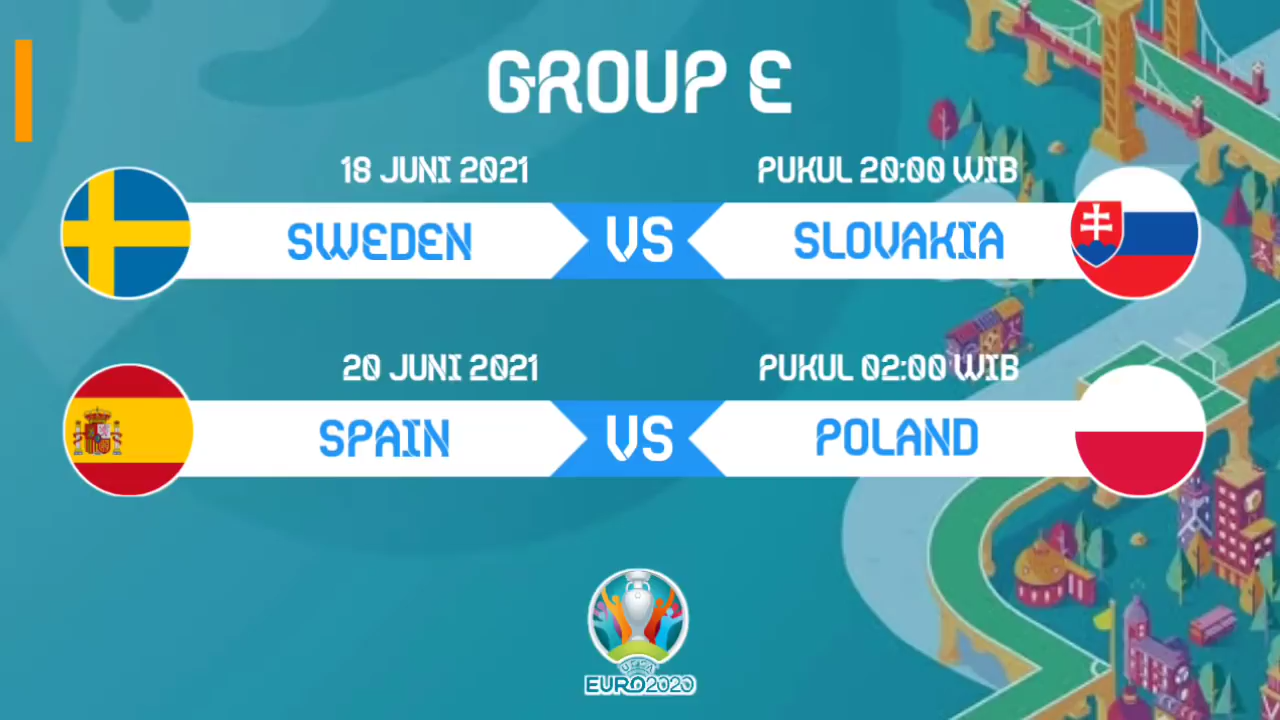 GROUP E
18 JUNI 2021 PUKUL 20:00 WIB
SWEDEN VS SLOVAKIA
20 JUNI 2021 PUKUL 02:00 WIB
SPAIN VS POLAND
UEFA
EURO2020